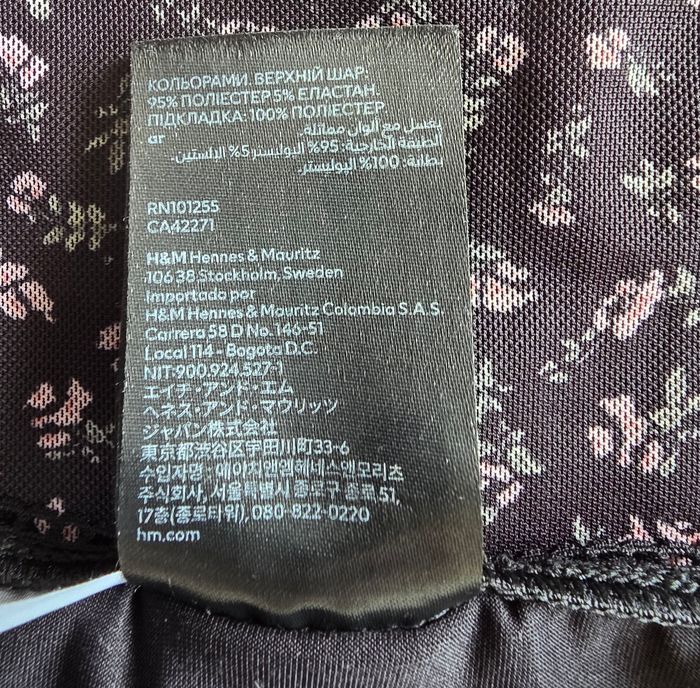 КОЛЬОРАМИ. ВЕРХНІЙ ШАР:
95% ПОЛІЕСТЕР 5% ЕЛАСТАН.
ПІДКЛАДКА: 100% ПОЛІЕСТЕР
ar
يغسل مع ألوان مماثلة.
الطبقة الخارجية: 95% البوليستر 5% الإلاستين.
بطانة: 100% البوليستر.
RN101255
CA42271
H&M Hennes & Mauritz
106 38 Stockholm, Sweden
Importado por
H&M Hennes & Mauritz Colombia S.A.S.
Carrera 58 D No. 146-51
Local 114 - Bogota D.C.
NIT-900.924.527-1
エイチ・アンド・エム
ヘネス・アンド・マウリッツ
ジャパン株式会社
東京都渋谷区宇田川町33-6
수입자명 : 에이치앤엠헤네스앤모리츠
주식회사, 서울특별시 종로구 종로 51,
17층(종로타워), 080-822-0220
hm.com